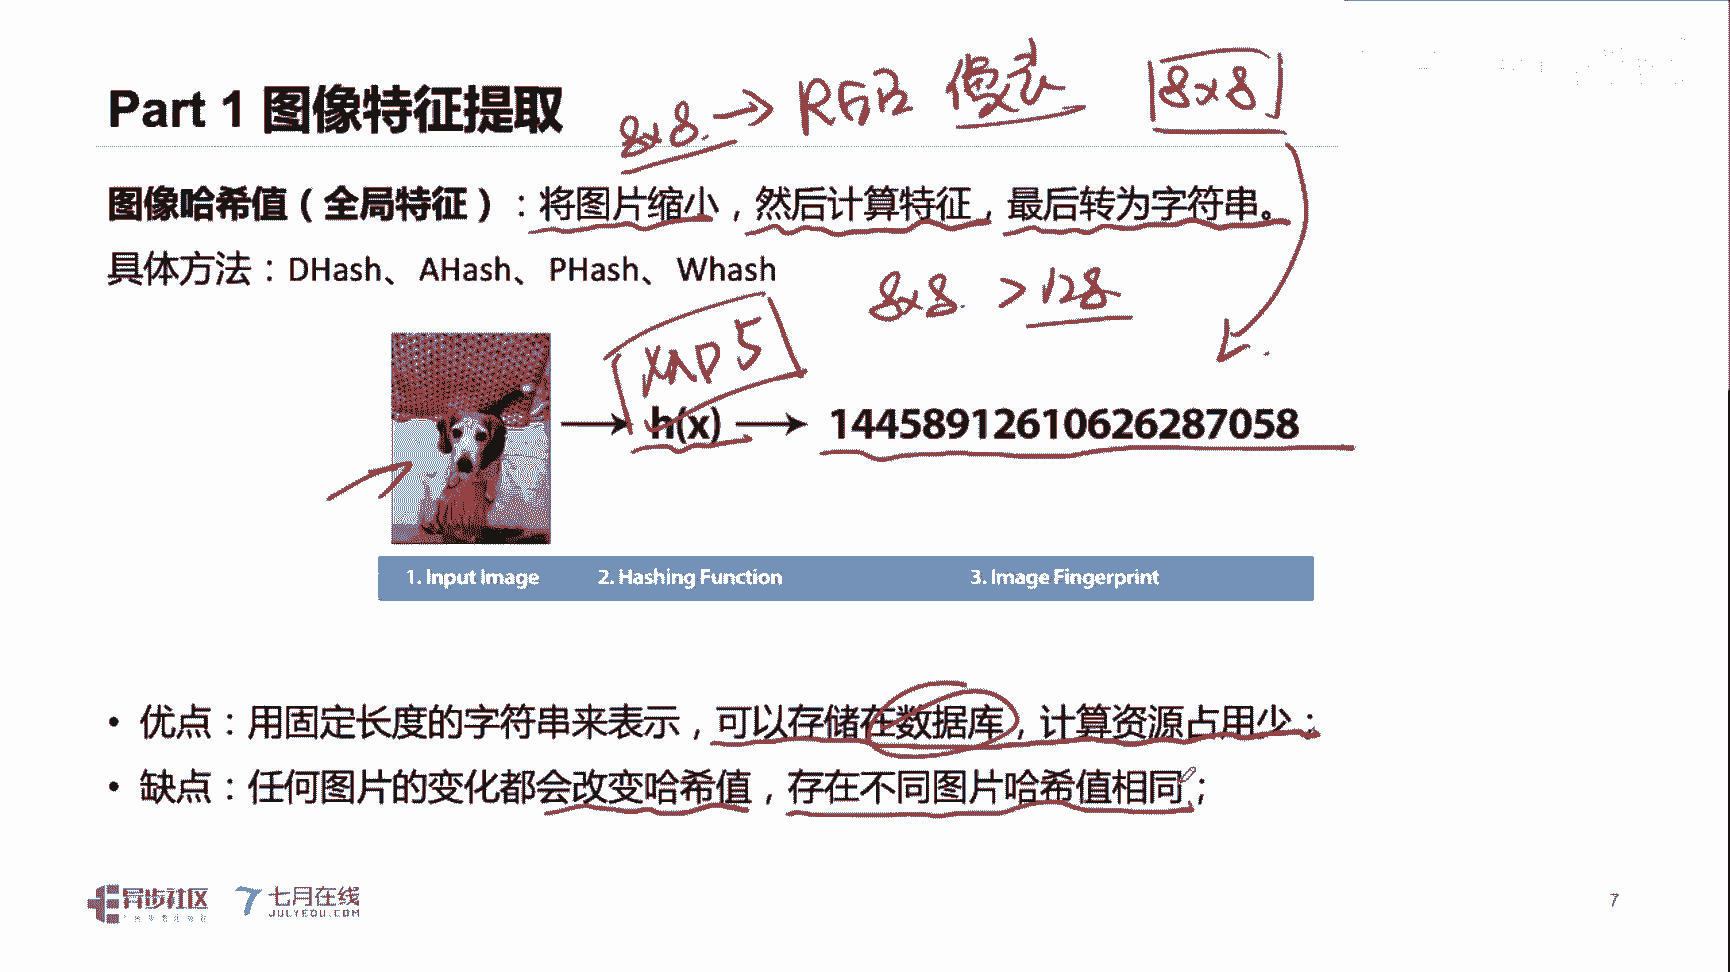 Part 1 图像特征提取
8x8. → RGB 8x8
图像哈希值（全局特征）：将图片缩小，然后计算特征，最后转为字符串。
具体方法：DHash、AHash、PHash、Whash
8x8. > 128
h(x) 14458912610626287058
1. Input Image 2. Hashing Function 3. Image Fingerprint
• 优点：用固定长度的字符串来表示，可以存储在数据库，计算资源占用少；
• 缺点：任何图片的变化都会改变哈希值，存在不同图片哈希值相同；
异步社区 七月在线
JULYEDU.COM
7